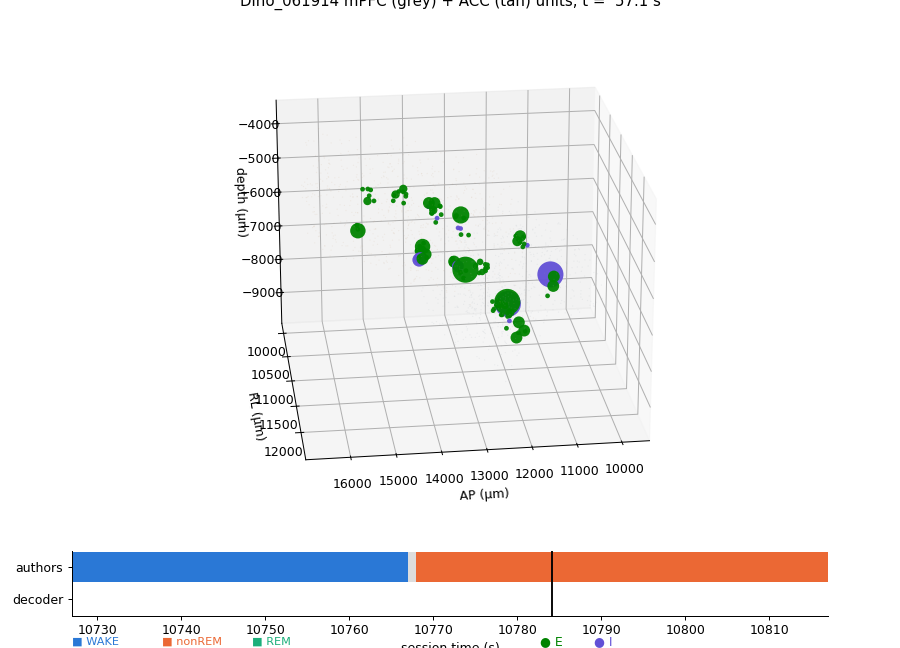 Dino_061914 mPFC (grey) + ACC (tan) units, t = 57.1 s
−4000
−5000
−6000
−7000
−8000
−9000
depth (μm)
10000
10500
11000
11500
12000
RL (μm)
16000 15000 14000 13000 12000 11000 10000
AP (μm)
authors
decoder
10730 10740 10750 10760 10770 10780 10790 10800 10810
WAKE nonREM REM E I
session time (s)